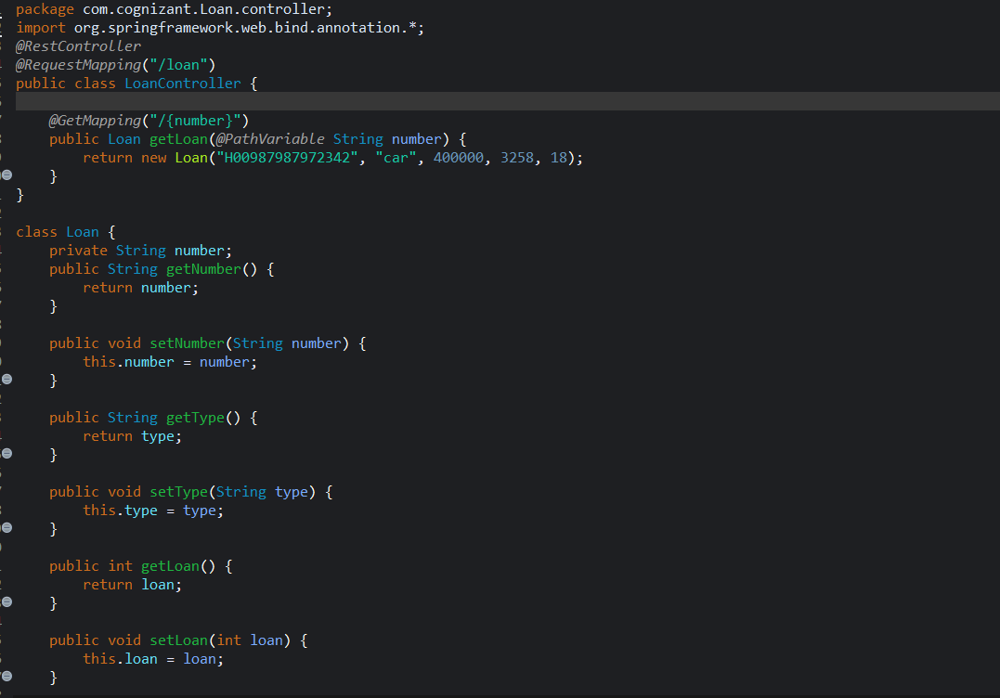 package com.cognizant.Loan.controller;
import org.springframework.web.bind.annotation.*;
@RestController
@RequestMapping("/loan")
public class LoanController {
@GetMapping("/{number}")
public Loan getLoan(@PathVariable String number) {
return new Loan("H00987987972342", "car", 400000, 3258, 18);
}
}
class Loan {
private String number;
public String getNumber() {
return number;
}
public void setNumber(String number) {
this.number = number;
}
public String getType() {
return type;
}
public void setType(String type) {
this.type = type;
}
public int getLoan() {
return loan;
}
public void setLoan(int loan) {
this.loan = loan;
}